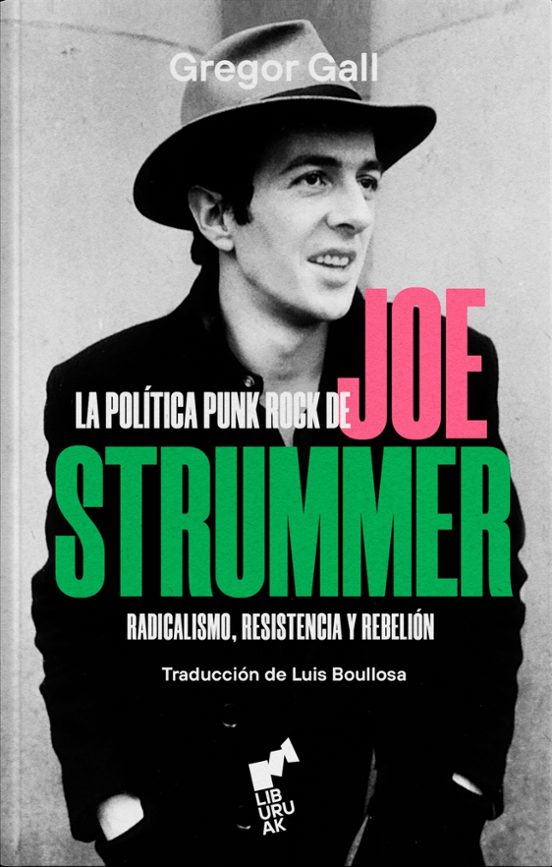 Gregor Gall
LA POLÍTICA PUNK ROCK DE
JOE
STRUMMER
RADICALISMO, RESISTENCIA Y REBELIÓN
Traducción de Luis Boullosa
M
LIB
URU
AK